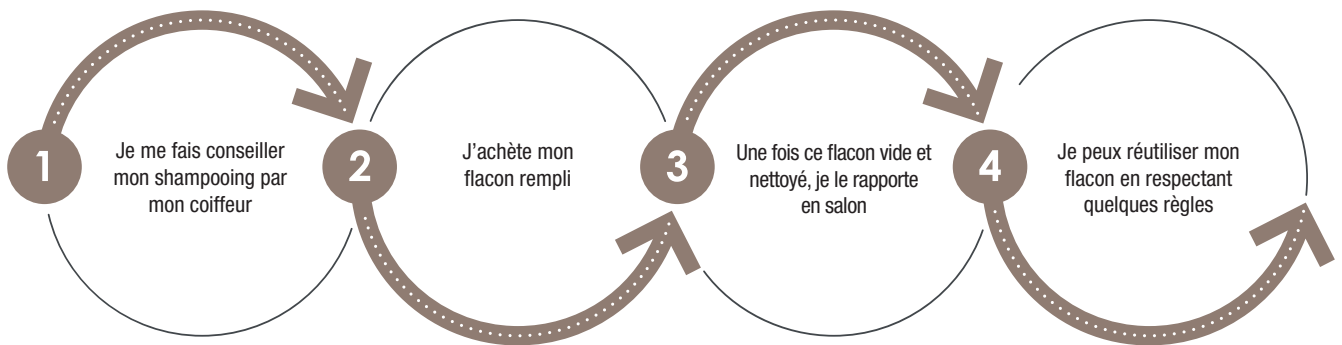 1
Je me fais conseiller
mon shampooing par
mon coiffeur
2
J'achète mon
flacon rempli
3
Une fois ce flacon vide et
nettoyé, je le rapporte
en salon
4
Je peux réutiliser mon
flacon en respectant
quelques règles